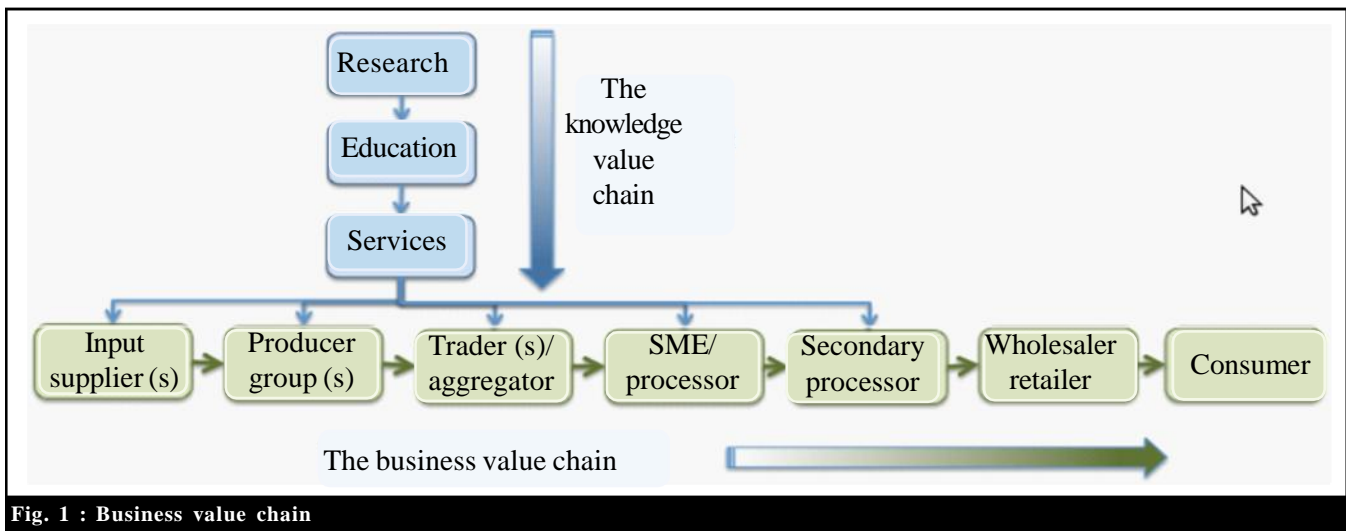 Research
The
knowledge
value
chain
Education
Services
Input
supplier (s)
Producer
group (s)
Trader (s)/
aggregator
SME/
processor
Secondary
processor
Wholesaler
retailer
Consumer
The business value chain
Fig. 1 : Business value chain